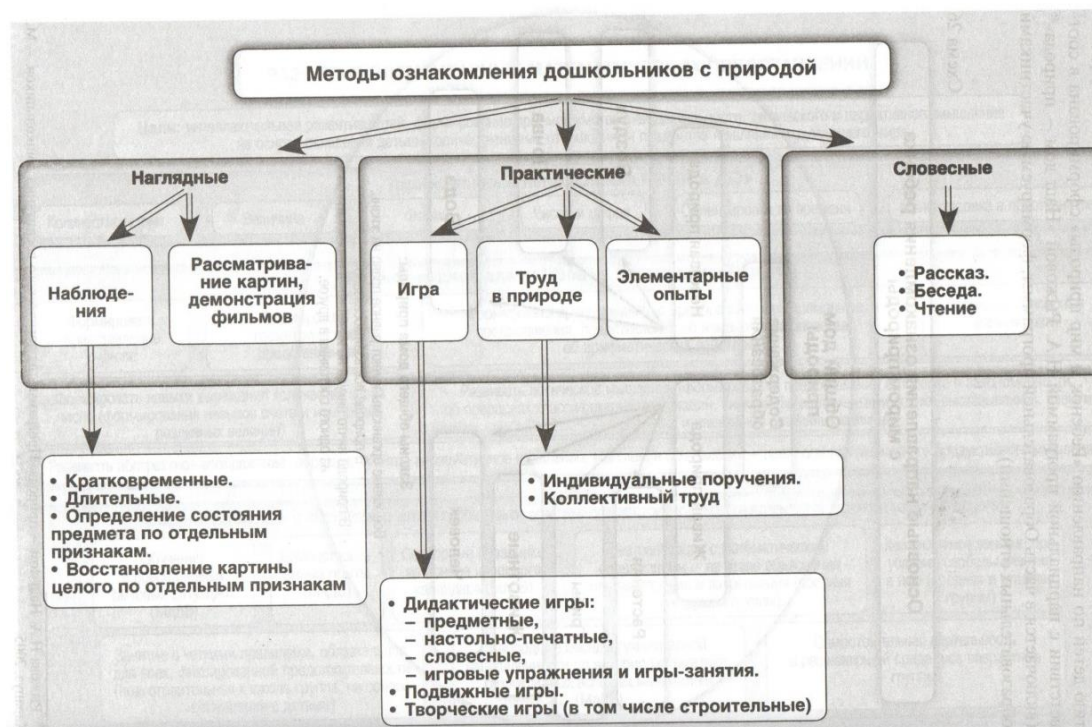 Методы ознакомления дошкольников с природой
Наглядные
Наблюде-
ния
Рассматрива-
ние картин,
демонстрация
фильмов
Практические
Игра
Труд
в природе
Элементарные
опыты
Словесные
• Рассказ.
• Беседа.
• Чтение
• Кратковременные.
• Длительные.
• Определение состояния
предмета по отдельным
признакам.
• Восстановление картины
целого по отдельным признакам
• Индивидуальные поручения.
• Коллективный труд
• Дидактические игры:
– предметные,
– настольно-печатные,
– словесные,
– игровые упражнения и игры-занятия.
• Подвижные игры.
• Творческие игры (в том числе строительные)